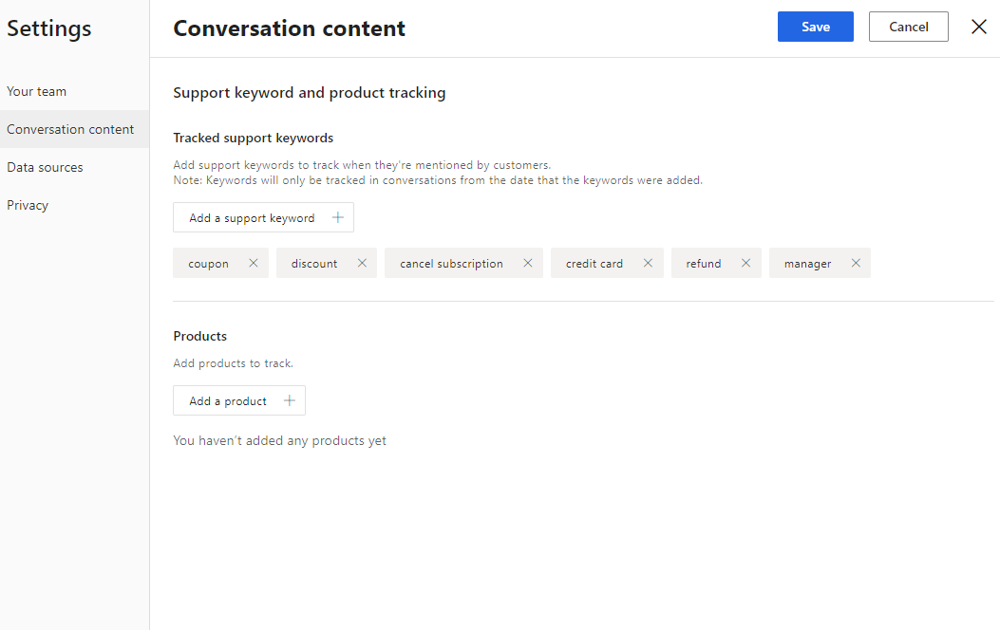 Settings
Your team
Conversation content
Data sources
Privacy
Conversation content
Save
Cancel
Support keyword and product tracking
Tracked support keywords
Add support keywords to track when they're mentioned by customers.
Note: Keywords will only be tracked in conversations from the date that the keywords were added.
Add a support keyword
coupon discount cancel subscription credit card refund manager
Products
Add products to track.
Add a product
You haven't added any products yet